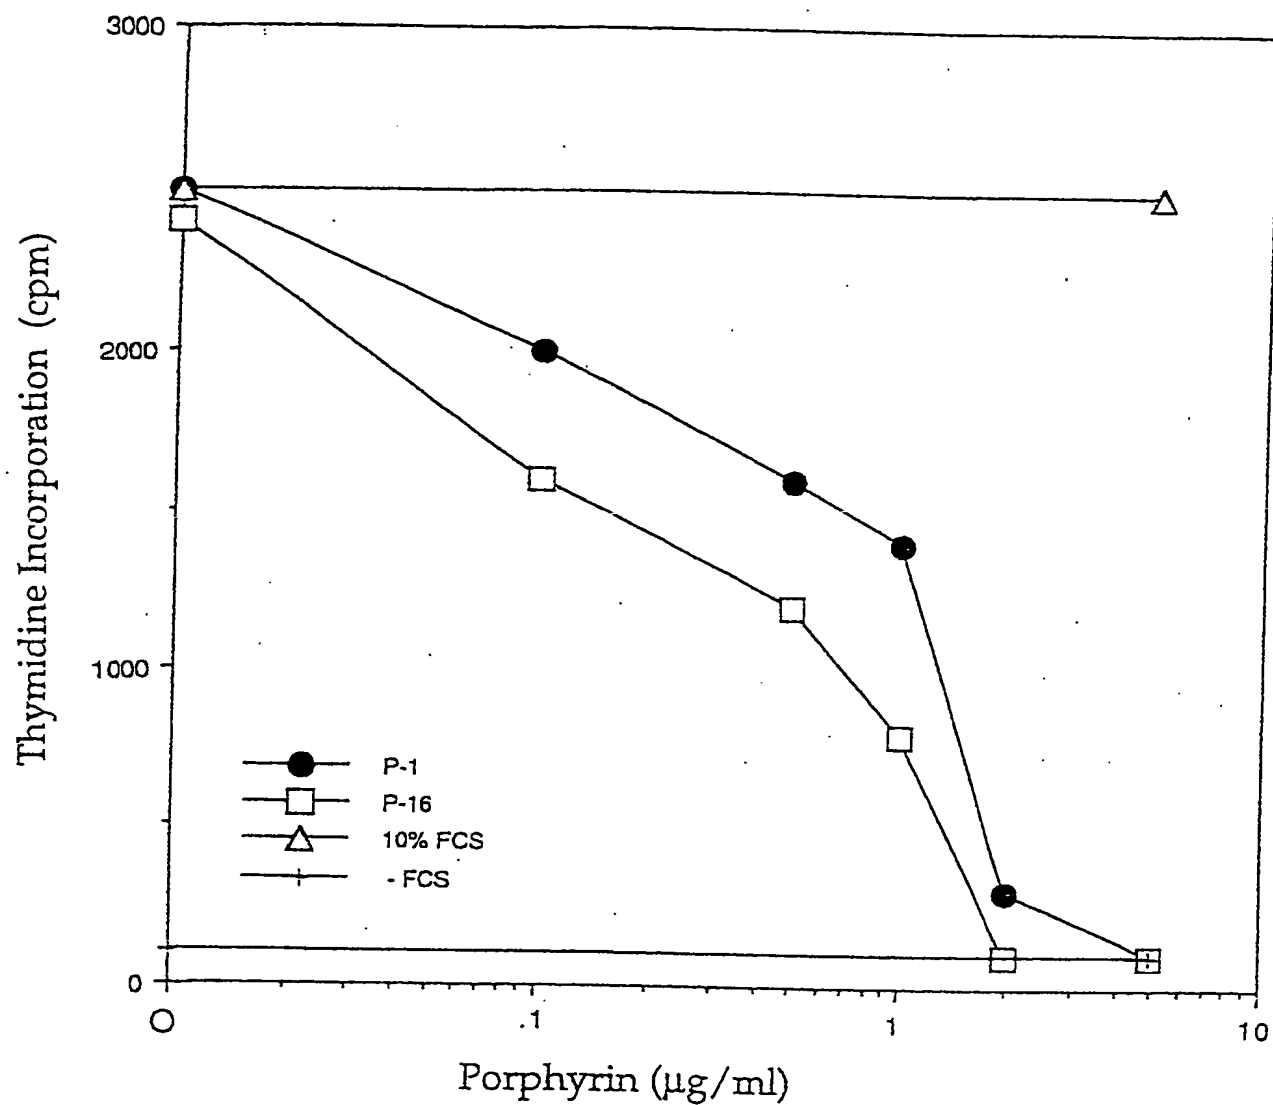 3000
2000
1000
0
Thymidine Incorporation (cpm)
P-1
P-16
10% FCS
- FCS
O
.1
1
10
Porphyrin (µg/ml)